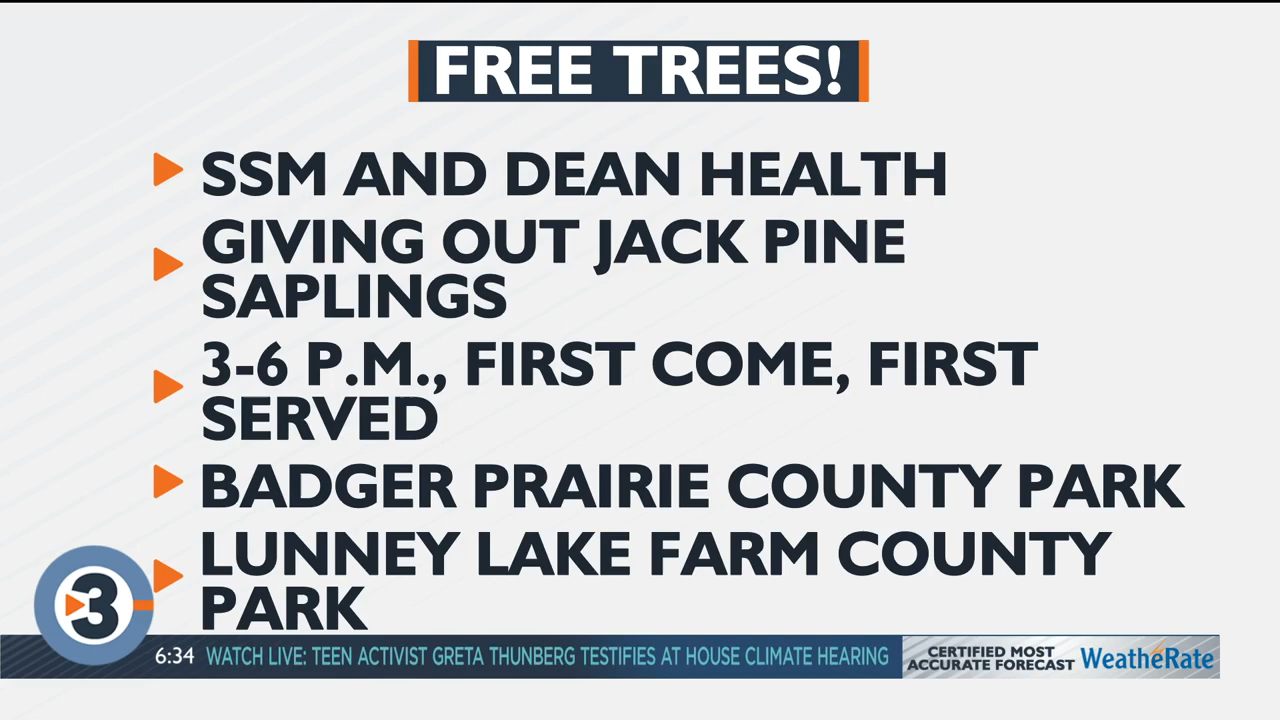 FREE TREES!
SSM AND DEAN HEALTH
GIVING OUT JACK PINE
SAPLINGS
3-6 P.M., FIRST COME, FIRST
SERVED
BADGER PRAIRIE COUNTY PARK
LUNNEY LAKE FARM COUNTY
PARK
3
6:34 WATCH LIVE: TEEN ACTIVIST GRETA THUNBERG TESTIFIES AT HOUSE CLIMATE HEARING
CERTIFIED MOST
ACCURATE FORECAST WeatheRate